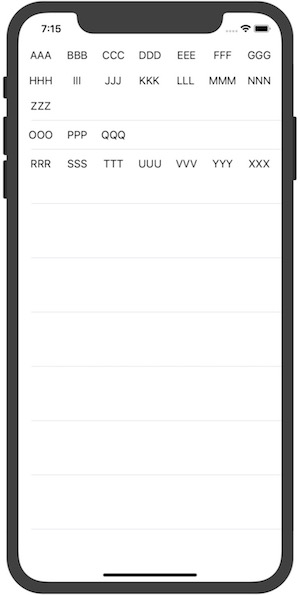 7:15
AAA BBB CCC DDD EEE FFF GGG
HHH III JJJ KKK LLL MMM NNN
ZZZ
OOO PPP QQQ
RRR SSS TTT UUU VVV YYY XXX